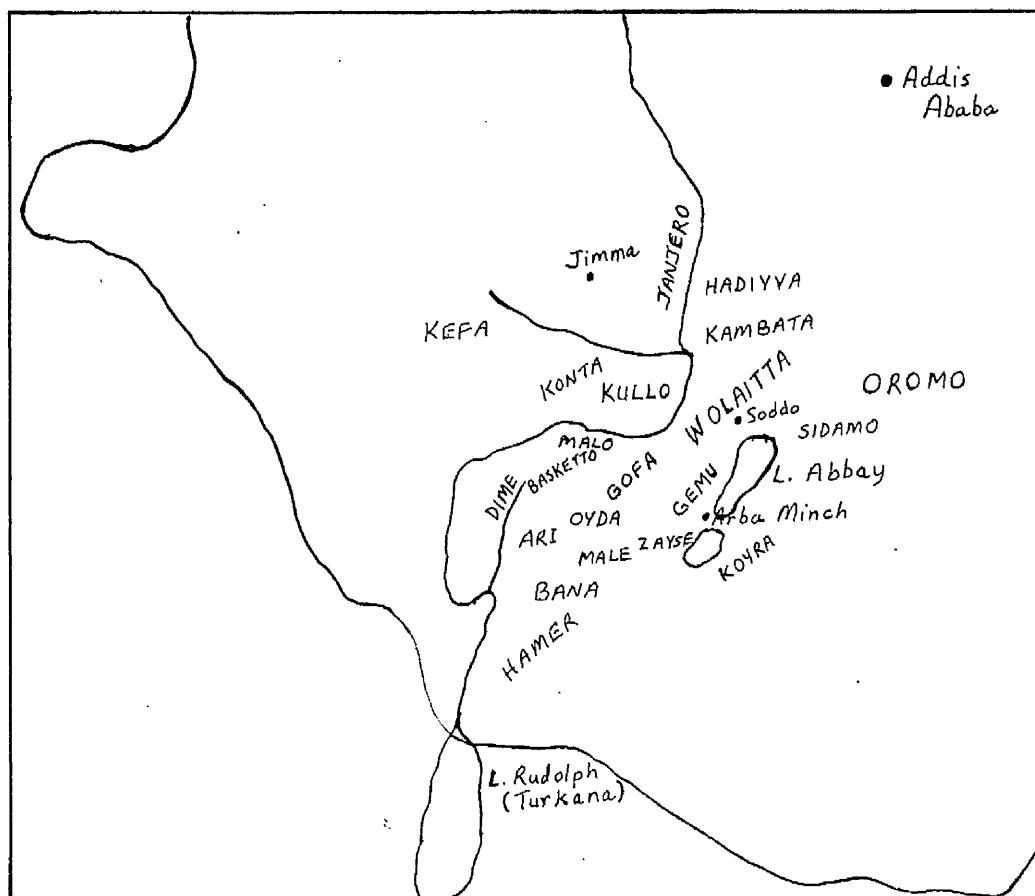 Addis
Ababa
Jimma
JANJERO
HADIYYA
KEFA
KAMBATA
KONTA
KULLO
WOLAITTA
OROMO
Soddo
SIDAMO
MALO
BASKETTO
DIME
GOFA
GEMU
L. Abbay
OYDA
Arba Minch
ARI
MALE
ZAYSE
KOYRA
BANA
HAMER
L. Rudolph
(Turkana)